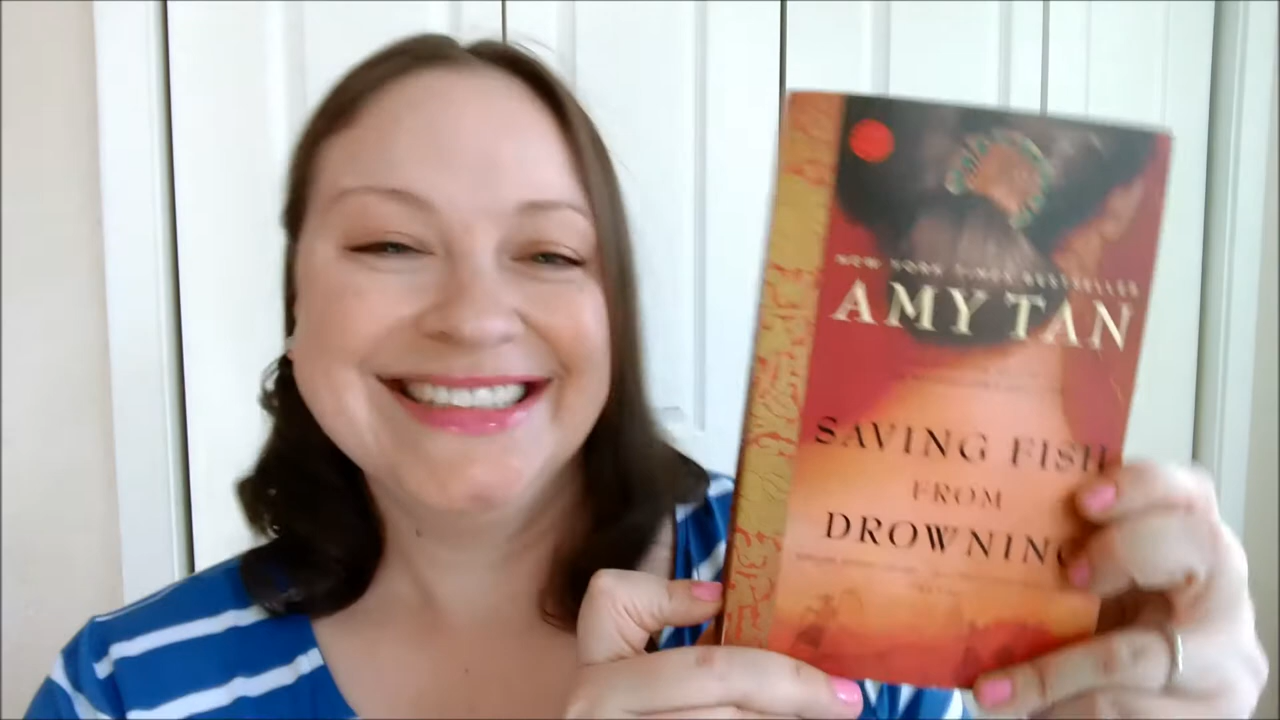 NEW YORK TIMES BESTSELLER
AMY TAN
SAVING FISH
FROM
DROWNING